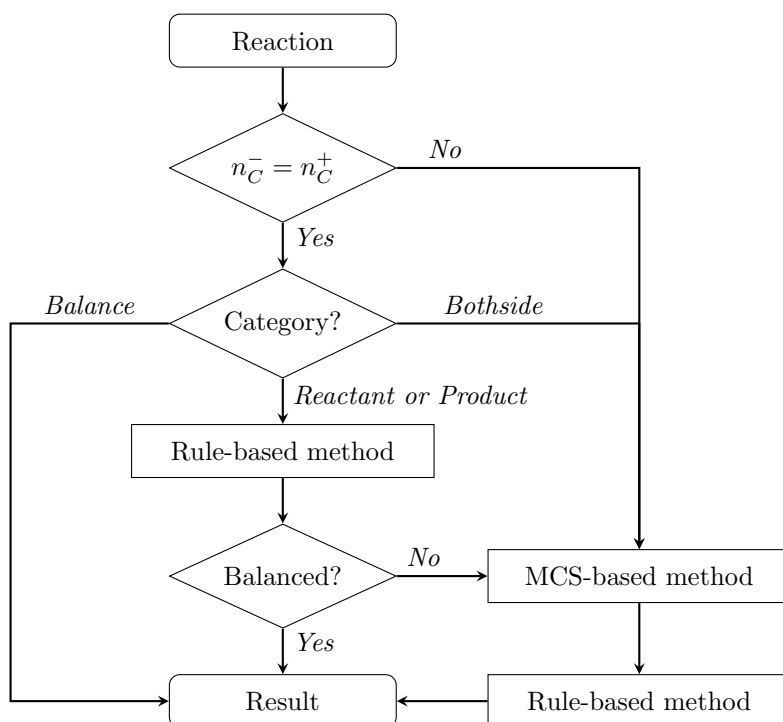 Reaction
No
$n_C^- = n_C^+$
Yes
Balance
Bothside
Category?
Reactant or Product
Rule-based method
No
Balanced?
MCS-based method
Yes
Result
Rule-based method